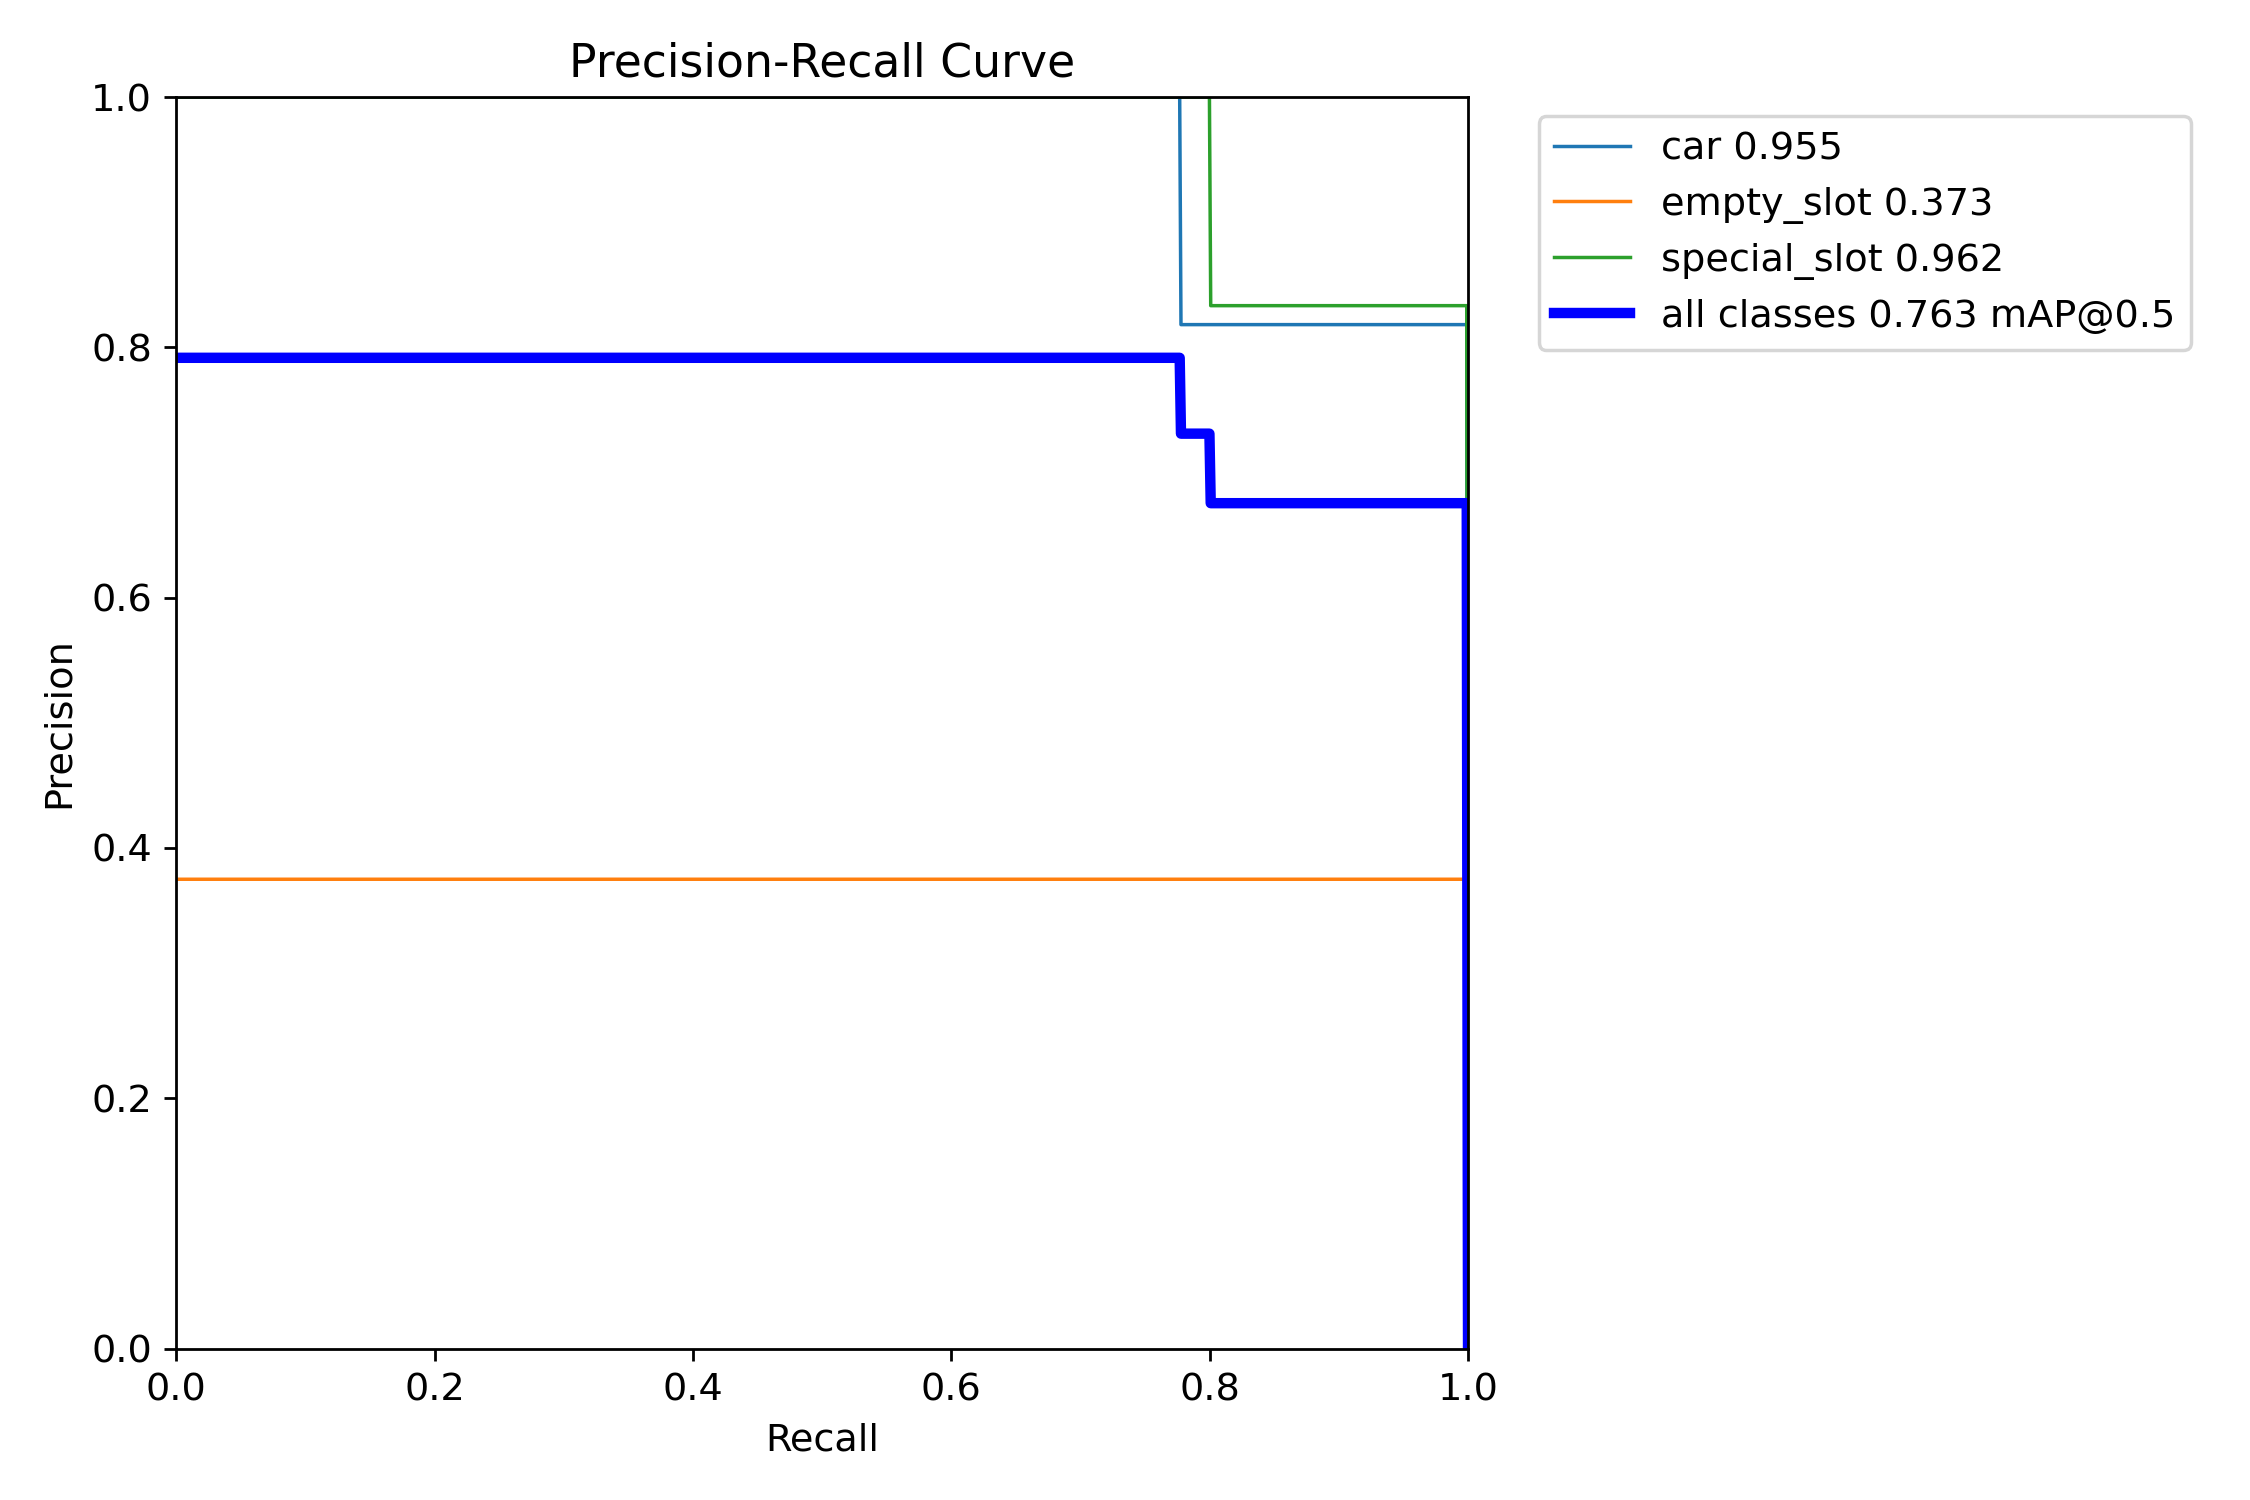 Precision-Recall Curve
1.0
0.8
0.6
0.4
0.2
0.0
Precision
0.0 0.2 0.4 0.6 0.8 1.0
Recall
car 0.955
empty_slot 0.373
special_slot 0.962
all classes 0.763 mAP@0.5